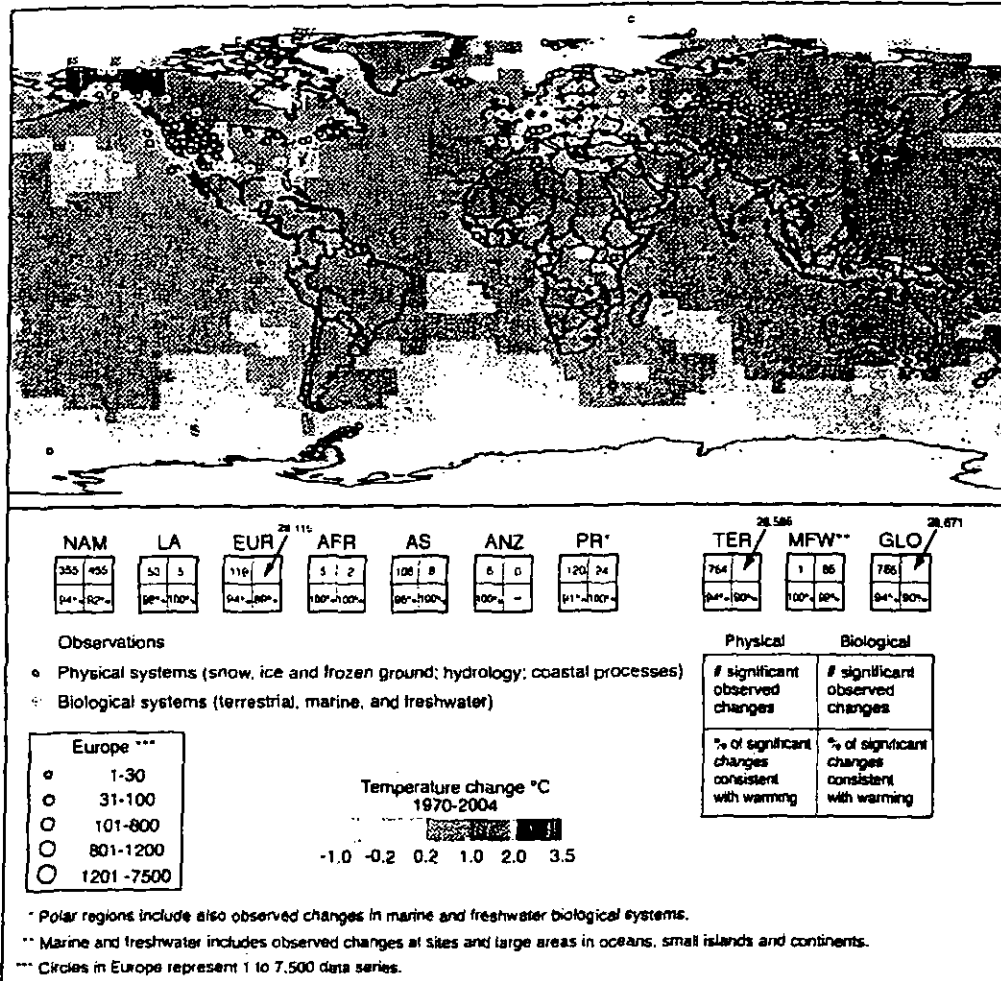 28.115
28.586
28.671
NAM LA EUR AFR AS ANZ PR* TER MFW** GLO
355 455 53 5 119 5 2 106 8 6 0 120 24 764 1 85 765
94% 92% 98% 100% 94% 89% 100% 100% 96% 100% 100% – 91% 100% 94% 90% 100% 99% 94% 90%
Observations
Physical systems (snow, ice and frozen ground; hydrology; coastal processes)
Biological systems (terrestrial, marine, and freshwater)
Physical Biological
# significant observed changes
# significant observed changes
% of significant changes consistent with warming
% of significant changes consistent with warming
Europe ***
1-30
31-100
101-800
801-1200
1201 -7500
Temperature change °C
1970-2004
-1.0 -0.2 0.2 1.0 2.0 3.5
* Polar regions include also observed changes in marine and freshwater biological systems.
** Marine and freshwater includes observed changes at sites and large areas in oceans, small islands and continents.
*** Circles in Europe represent 1 to 7,500 data series.